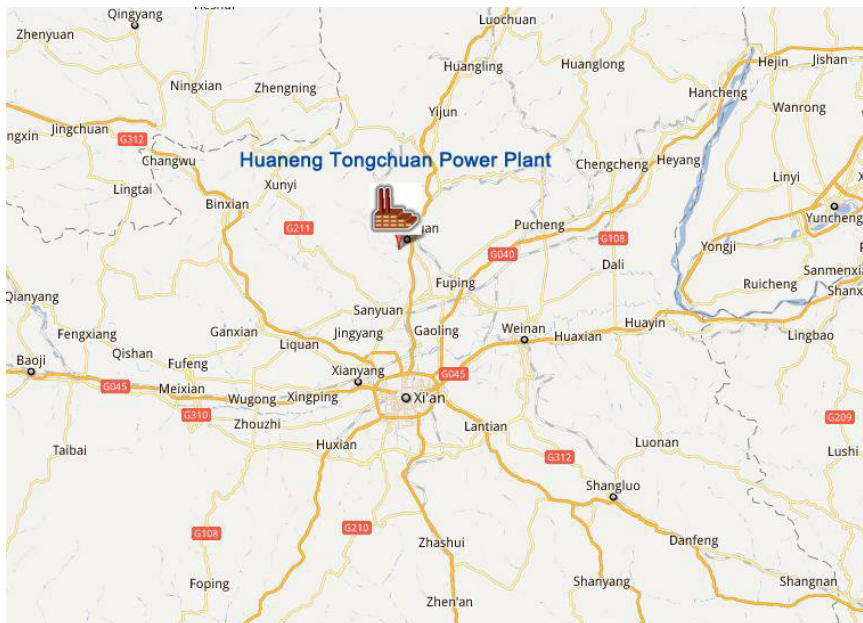 Qingyang
Luochuan
Zhenyuan
Huangling
Huanglong
Hejin
Jishan
Ningxian
Zhengning
Hancheng
Yijun
Wanrong
Jingchuan
G312
Changwu
Huaneng Tongchuan Power Plant
Chengcheng
Heyang
Lingtai
Xunyi
Linyi
Binxian
Yuncheng
Pucheng
G211
G108
Yongji
G040
Dali
Sanmenxia
Fuping
Ruicheng
Qianyang
Sanyuan
Weinan
Huaxian
Huayin
Lingbao
Fengxiang
Ganxian
Jingyang
Gaoling
Qishan
Liquan
Baoji
Fufeng
Xianyang
G045
G045
Meixian
Wugong
Xingping
Xi'an
G310
Zhouzhi
Lantian
G209
Taibai
Huxian
Luonan
G312
Lushi
Shangluo
G108
G210
Zhashui
Danfeng
Foping
Shanyang
Shangnan
Zhen'an